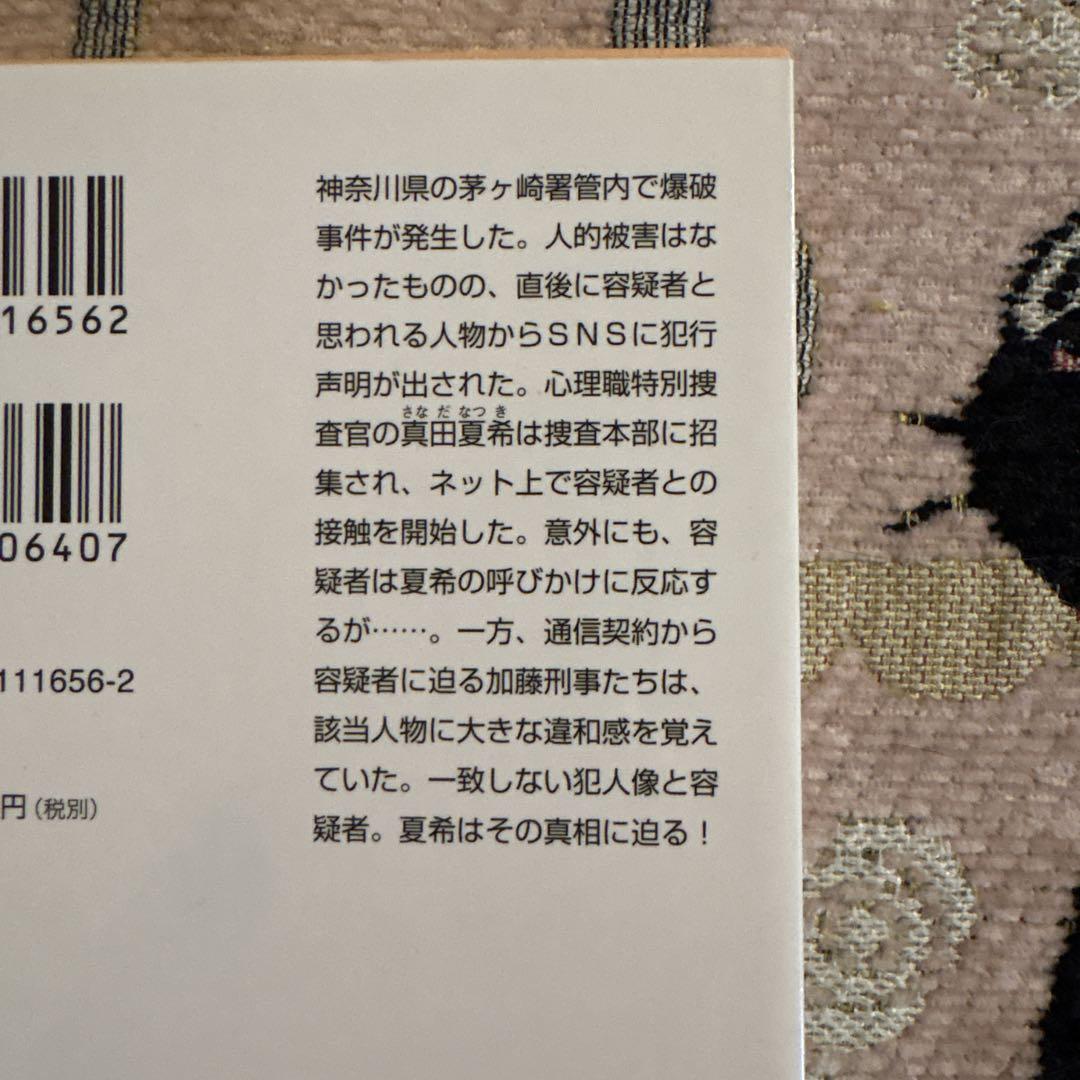 神奈川県の茅ヶ崎署管内で爆破
事件が発生した。人的被害はな
かったものの、直後に容疑者と
思われる人物からＳＮＳに犯行
声明が出された。心理職特別捜
さなだなつき
査官の真田夏希は捜査本部に招
集され、ネット上で容疑者との
接触を開始した。意外にも、容
疑者は夏希の呼びかけに反応す
るが……。一方、通信契約から
容疑者に迫る加藤刑事たちは、
該当人物に大きな違和感を覚え
ていた。一致しない犯人像と容
疑者。夏希はその真相に迫る！
16562
06407
111656-2
円（税別）